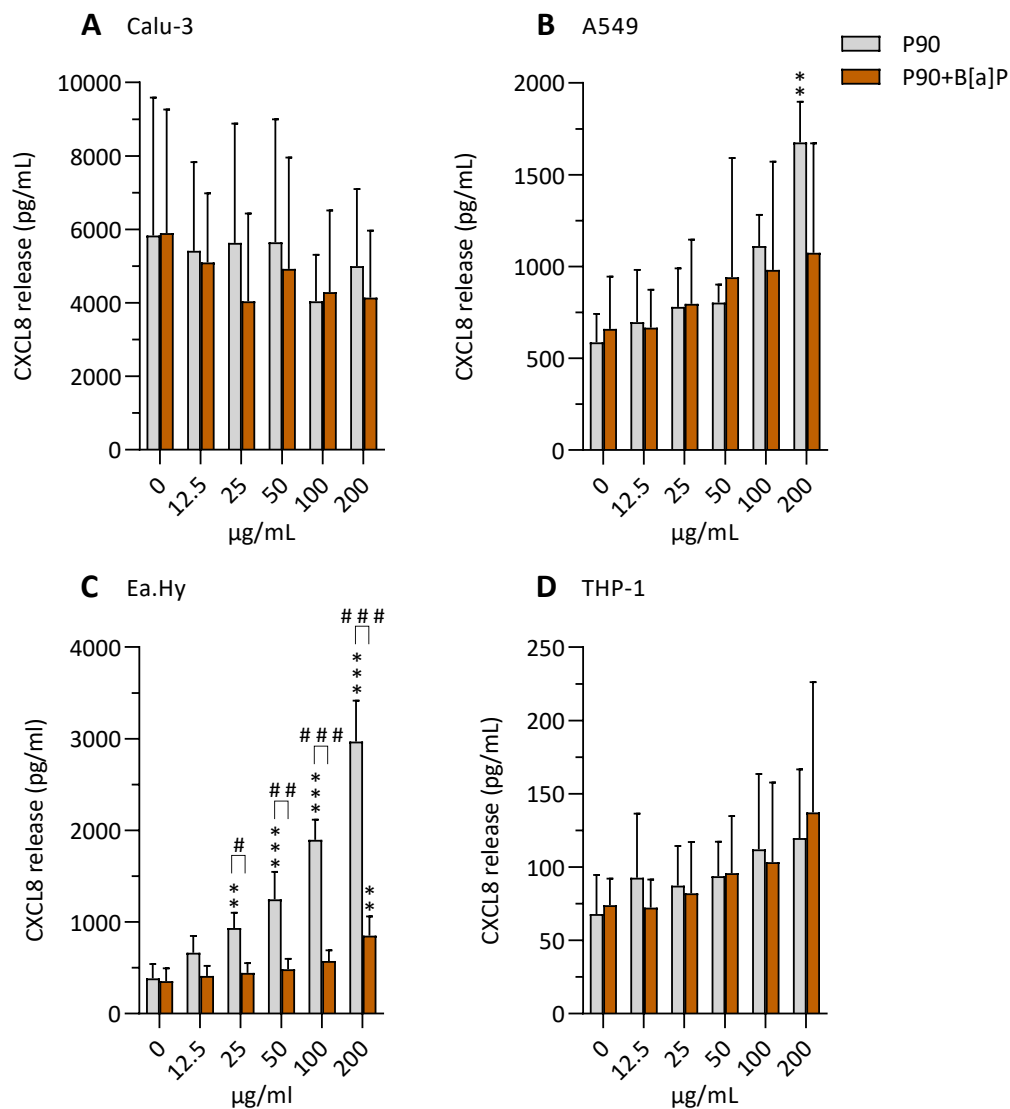 A Calu-3
B A549
P90
P90+B[a]P
CXCL8 release (pg/mL)
10000
8000
6000
4000
2000
0
0 12.5 25 50 100 200
µg/mL
CXCL8 release (pg/mL)
2000
1500
1000
500
0
**
0 12.5 25 50 100 200
µg/mL
C Ea.Hy
CXCL8 release (pg/ml)
4000
3000
2000
1000
0
# # #
***
# # #
***
# #
***
#
**
**
0 12.5 25 50 100 200
µg/ml
D THP-1
CXCL8 release (pg/mL)
250
200
150
100
50
0
0 12.5 25 50 100 200
µg/mL